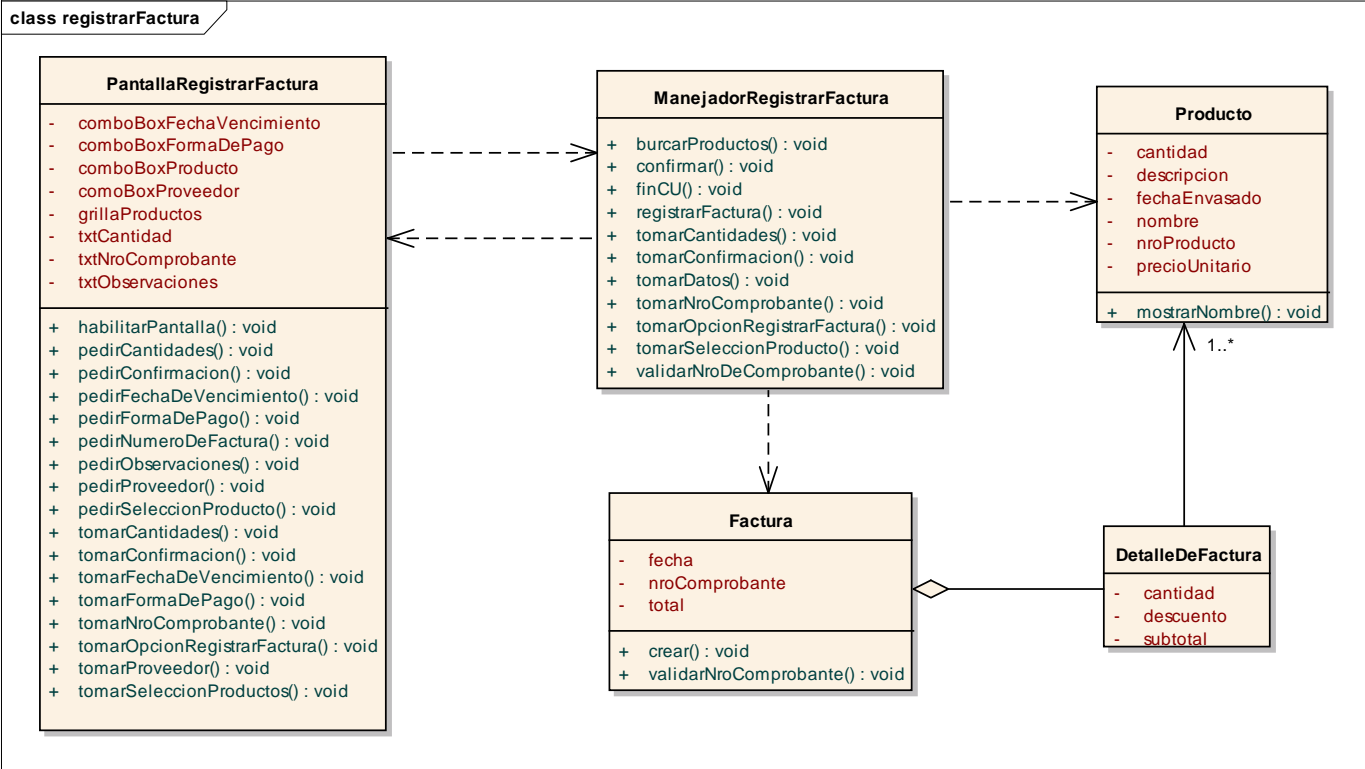 class registrarFactura
PantallaRegistrarFactura
- comboBoxFechaVencimiento
- comboBoxFormaDePago
- comboBoxProducto
- comoBoxProveedor
- grillaProductos
- txtCantidad
- txtNroComprobante
- txtObservaciones
+ habilitarPantalla() : void
+ pedirCantidades() : void
+ pedirConfirmacion() : void
+ pedirFechaDeVencimiento() : void
+ pedirFormaDePago() : void
+ pedirNumeroDeFactura() : void
+ pedirObservaciones() : void
+ pedirProveedor() : void
+ pedirSeleccionProducto() : void
+ tomarCantidades() : void
+ tomarConfirmacion() : void
+ tomarFechaDeVencimiento() : void
+ tomarFormaDePago() : void
+ tomarNroComprobante() : void
+ tomarOpcionRegistrarFactura() : void
+ tomarProveedor() : void
+ tomarSeleccionProductos() : void
ManejadorRegistrarFactura
+ burcarProductos() : void
+ confirmar() : void
+ finCU() : void
+ registrarFactura() : void
+ tomarCantidades() : void
+ tomarConfirmacion() : void
+ tomarDatos() : void
+ tomarNroComprobante() : void
+ tomarOpcionRegistrarFactura() : void
+ tomarSeleccionProducto() : void
+ validarNroDeComprobante() : void
Producto
- cantidad
- descripcion
- fechaEnvasado
- nombre
- nroProducto
- precioUnitario
+ mostrarNombre() : void
1..*
Factura
- fecha
- nroComprobante
- total
+ crear() : void
+ validarNroComprobante() : void
DetalleDeFactura
- cantidad
- descuento
- subtotal